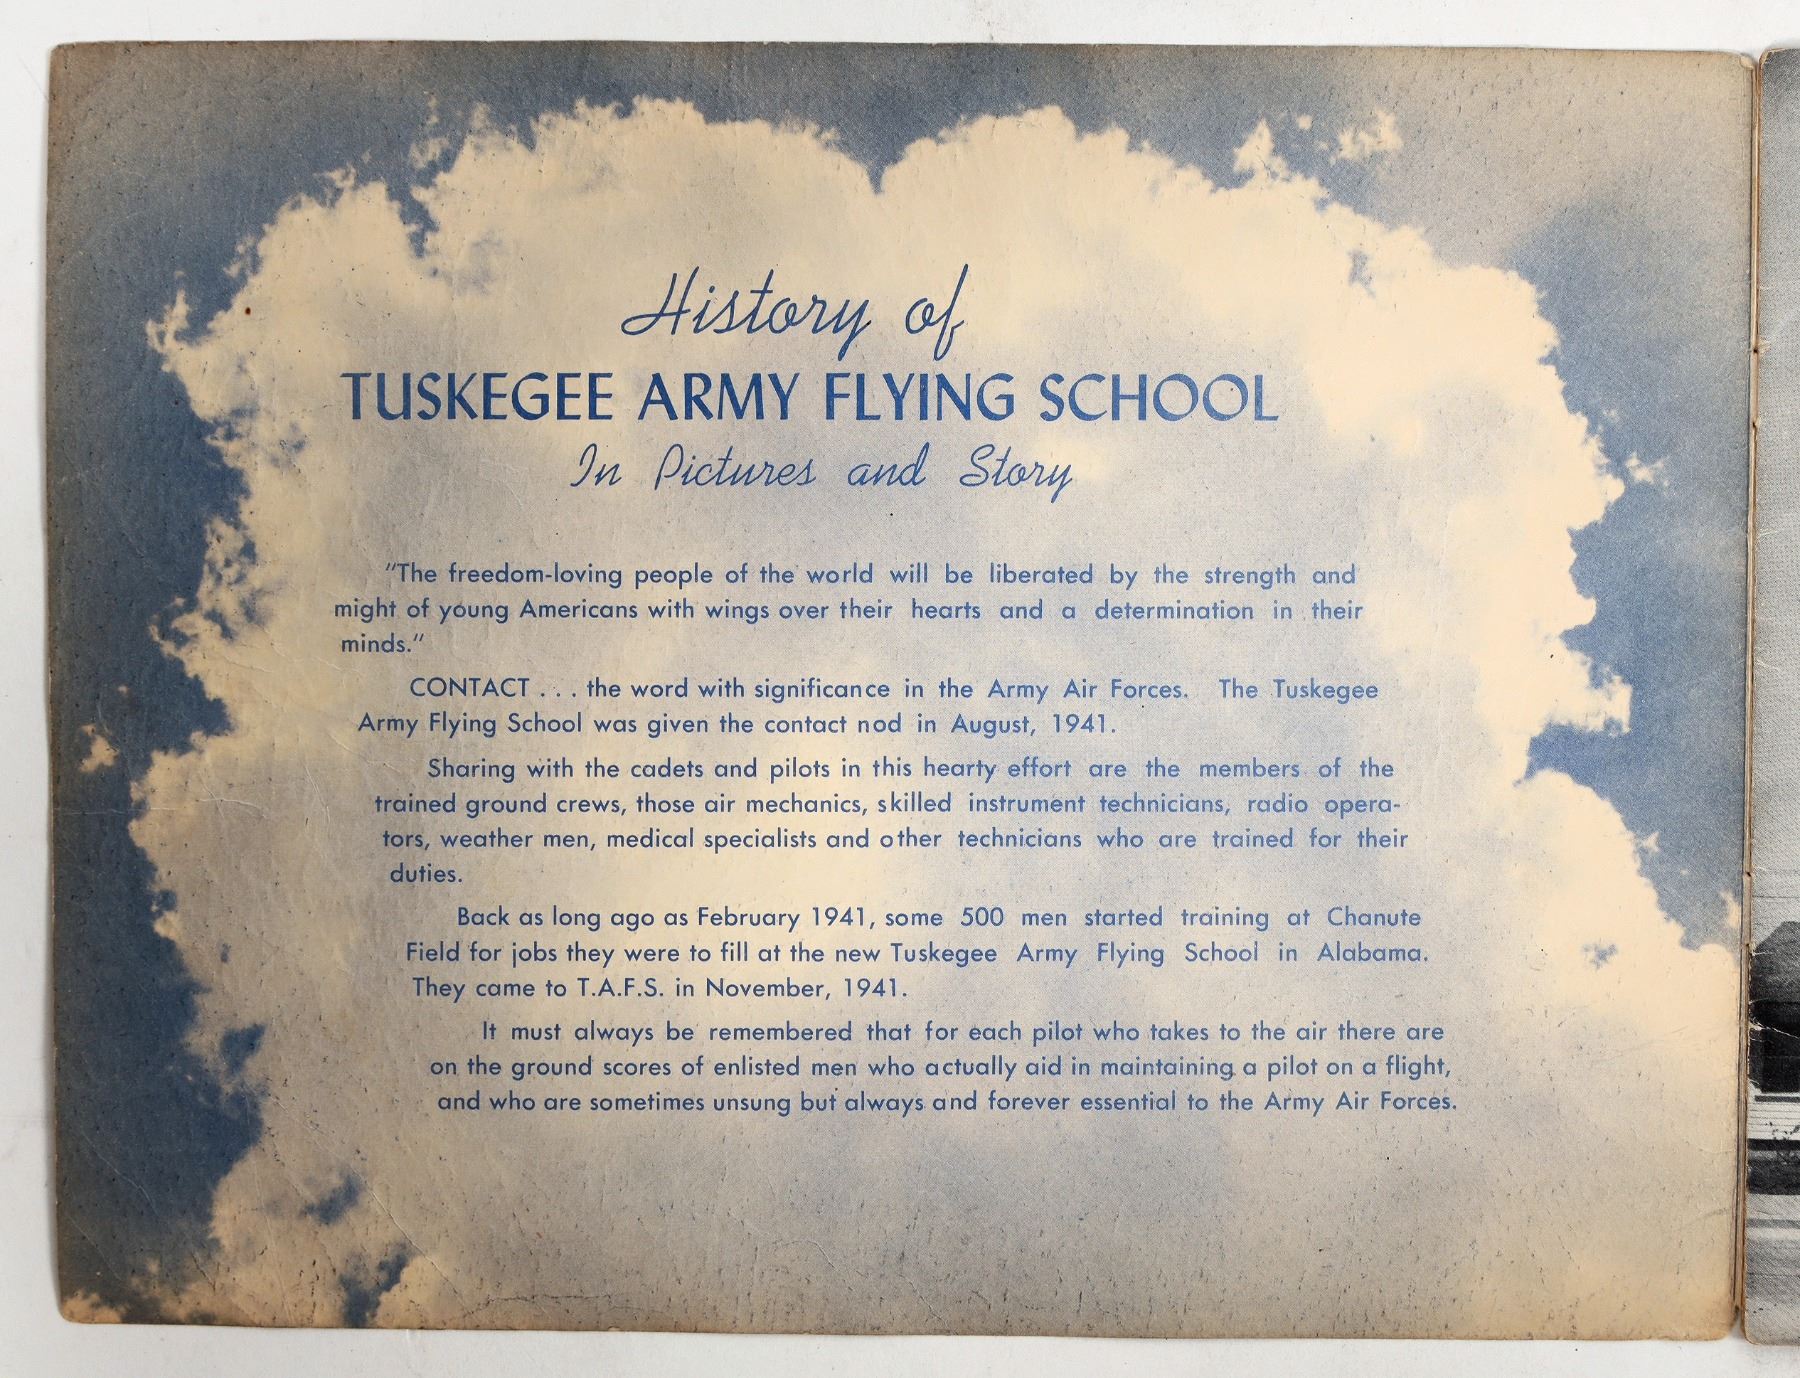 History of
TUSKEGEE ARMY FLYING SCHOOL
In Pictures and Story
"The freedom-loving people of the world will be liberated by the strength and
might of young Americans with wings over their hearts and a determination in their
minds."
CONTACT . . . the word with significance in the Army Air Forces. The Tuskegee
Army Flying School was given the contact nod in August, 1941.
Sharing with the cadets and pilots in this hearty effort are the members of the
trained ground crews, those air mechanics, skilled instrument technicians, radio opera-
tors, weather men, medical specialists and other technicians who are trained for their
duties.
Back as long ago as February 1941, some 500 men started training at Chanute
Field for jobs they were to fill at the new Tuskegee Army Flying School in Alabama.
They came to T.A.F.S. in November, 1941.
It must always be remembered that for each pilot who takes to the air there are
on the ground scores of enlisted men who actually aid in maintaining a pilot on a flight,
and who are sometimes unsung but always and forever essential to the Army Air Forces.